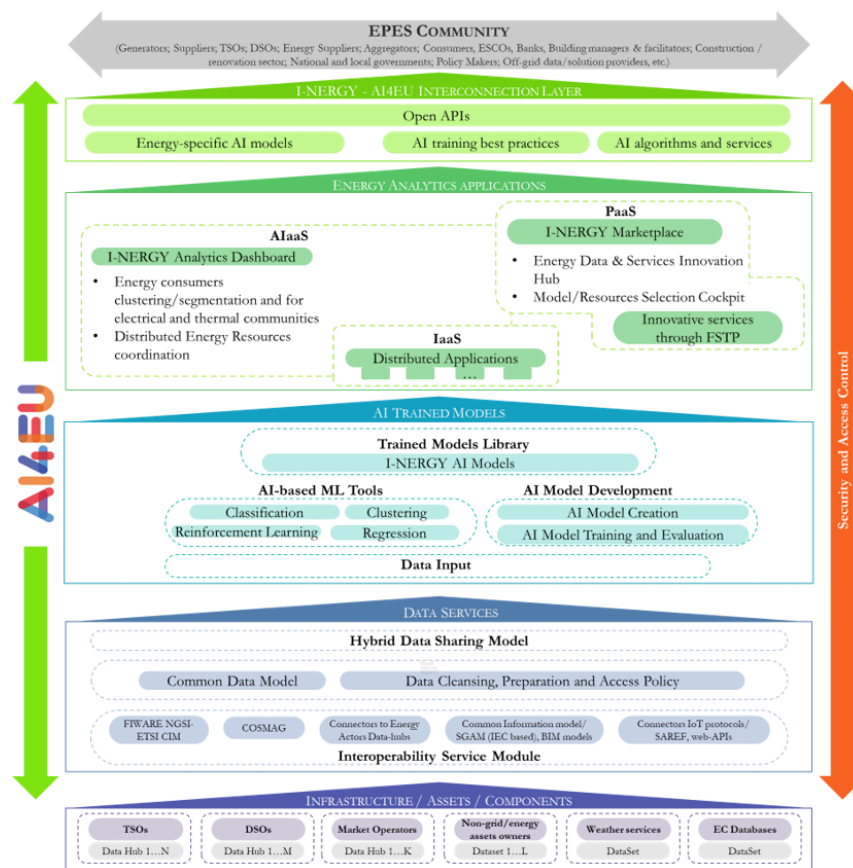 EPES COMMUNITY
(Generators; Suppliers; TSOs; DSOs; Energy Suppliers; Aggregators; Consumers, ESCOs, Banks, Building managers & facilitators; Construction /
renovation sector; National and local governments; Policy Makers; Off-grid data/solution providers, etc.)
I-NERGY - AI4EU INTERCONNECTION LAYER
Open APIs
Energy-specific AI models
AI training best practices
AI algorithms and services
ENERGY ANALYTICS APPLICATIONS
AIaaS
I-NERGY Analytics Dashboard
• Energy consumers
clustering/segmentation and for
electrical and thermal communities
• Distributed Energy Resources
coordination
PaaS
I-NERGY Marketplace
• Energy Data & Services Innovation
Hub
• Model/Resources Selection Cockpit
Innovative services
through FSTP
IaaS
Distributed Applications
…
AI TRAINED MODELS
Trained Models Library
I-NERGY AI Models
AI-based ML Tools
Classification
Clustering
Reinforcement Learning
Regression
AI Model Development
AI Model Creation
AI Model Training and Evaluation
Data Input
DATA SERVICES
Hybrid Data Sharing Model
Common Data Model
Data Cleansing, Preparation and Access Policy
FIWARE NGSI-
ETSI CIM
COSMAG
Connectors to Energy
Actors Data-hubs
Common Information model/
SGAM (IEC based), BIM models
Connectors IoT protocols/
SAREF, web-APIs
Interoperability Service Module
INFRASTRUCTURE / ASSETS / COMPONENTS
TSOs
Data Hub 1…N
DSOs
Data Hub 1…M
Market Operators
Data Hub 1…K
Non-grid/energy
assets owners
Dataset 1…L
Weather services
DataSet
EC Databases
DataSet
AI4EU
Security and Access Control